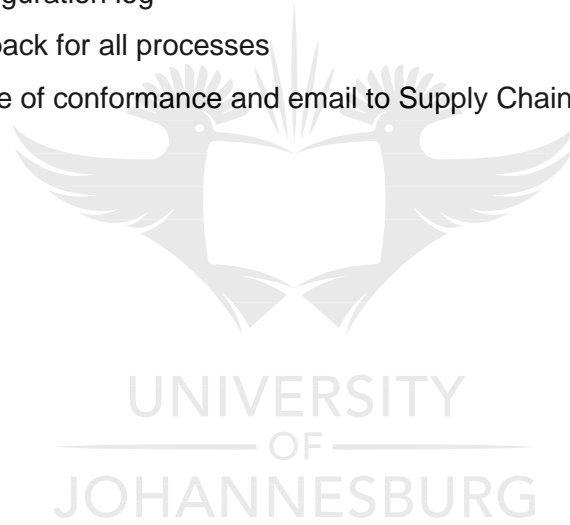 guration log
back for all processes
e of conformance and email to Supply Chain
UNIVERSITY
OF
JOHANNESBURG